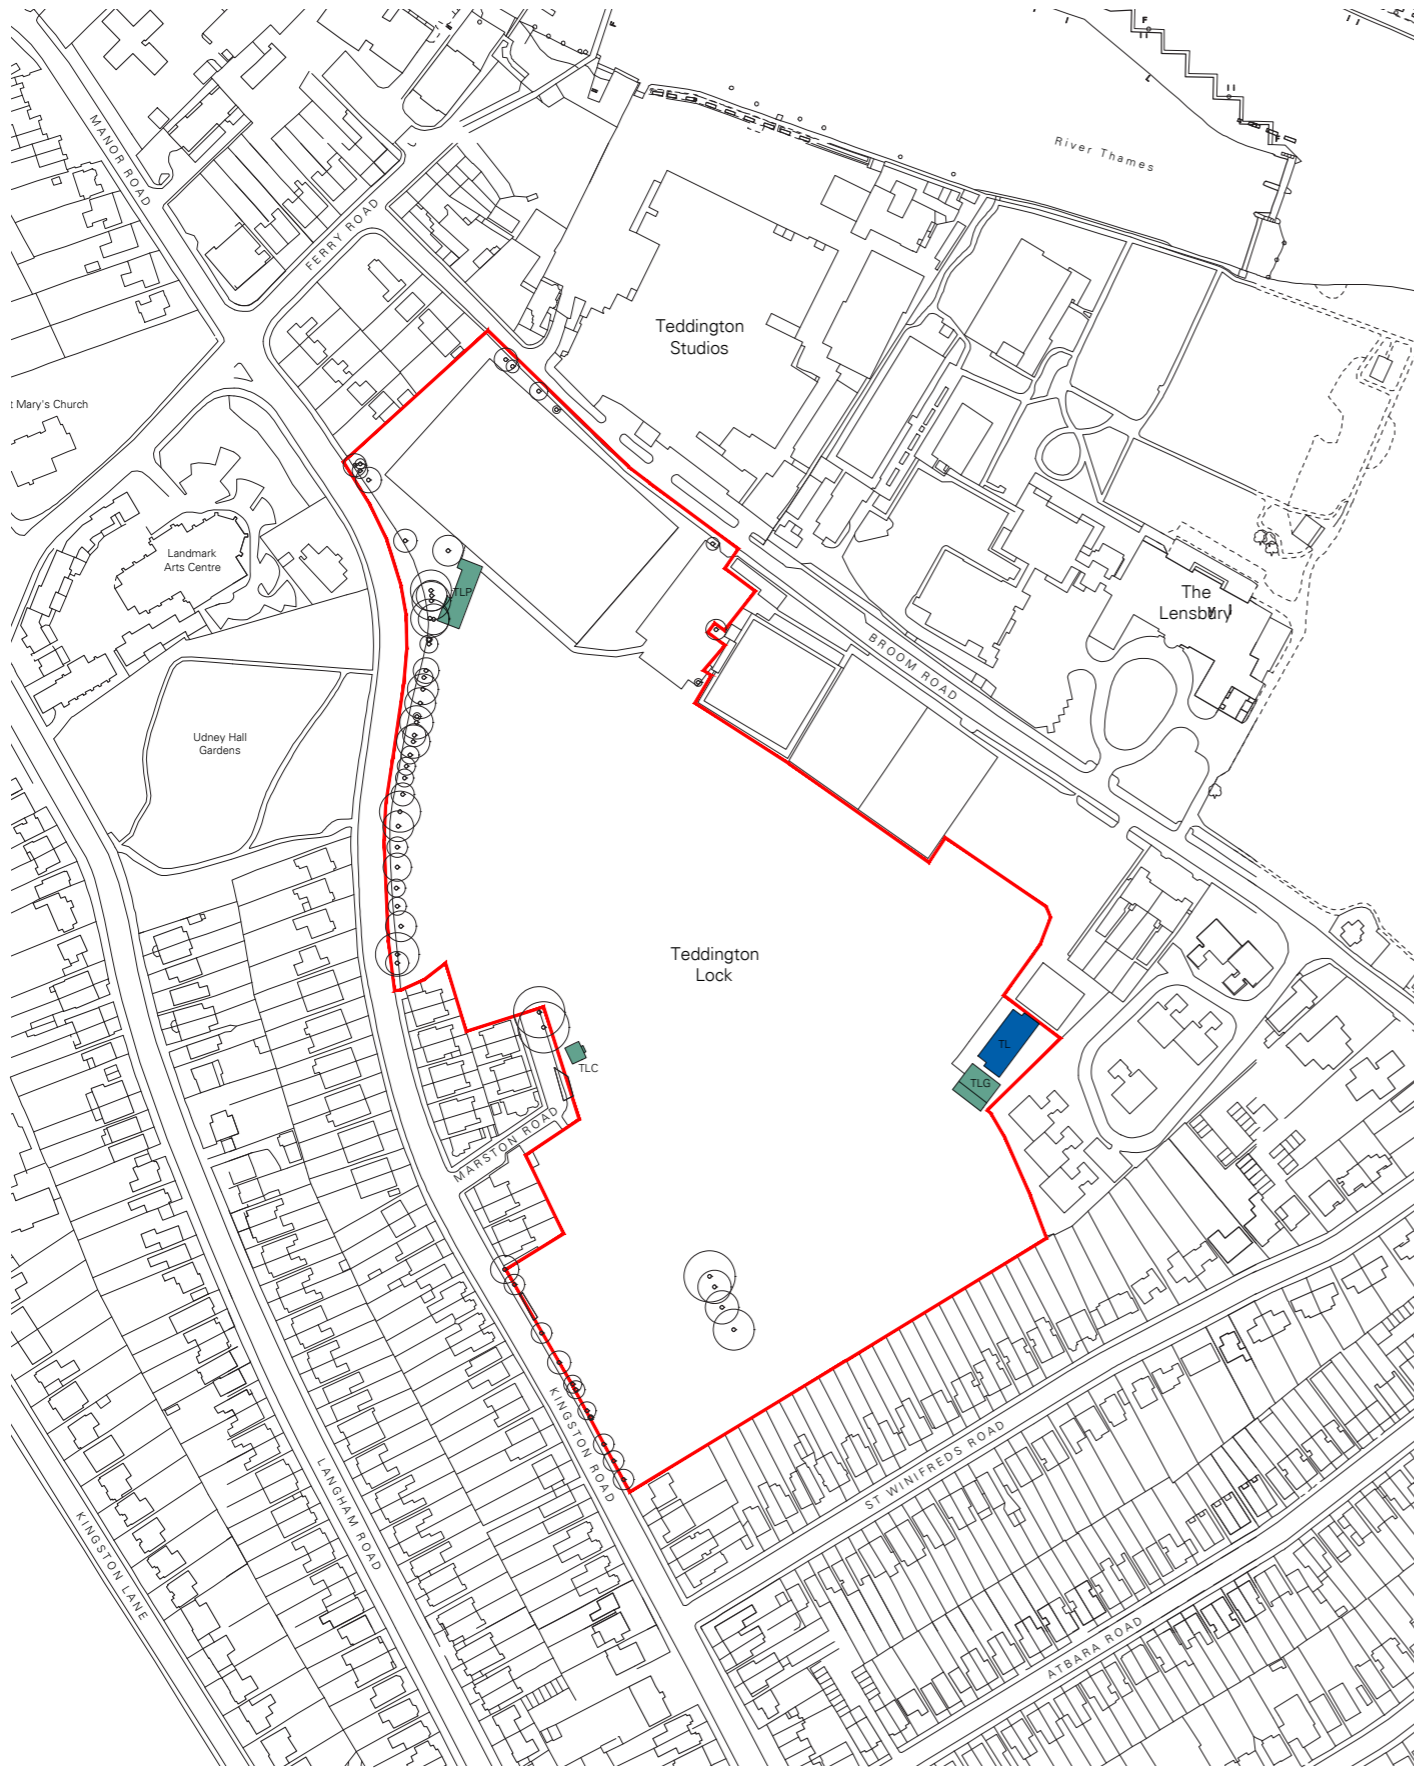 MANOR ROAD
FERRY ROAD
River Thames
Teddington
Studios
t Mary's Church
Landmark
Arts Centre
TLP
The
Lensbury
BROOM ROAD
Udney Hall
Gardens
Teddington
Lock
TL
TLC
TLG
MARSTON ROAD
KINGSTON ROAD
ST WINIFREDS ROAD
LANGHAM ROAD
KINGSTON LANE
ATBARA ROAD